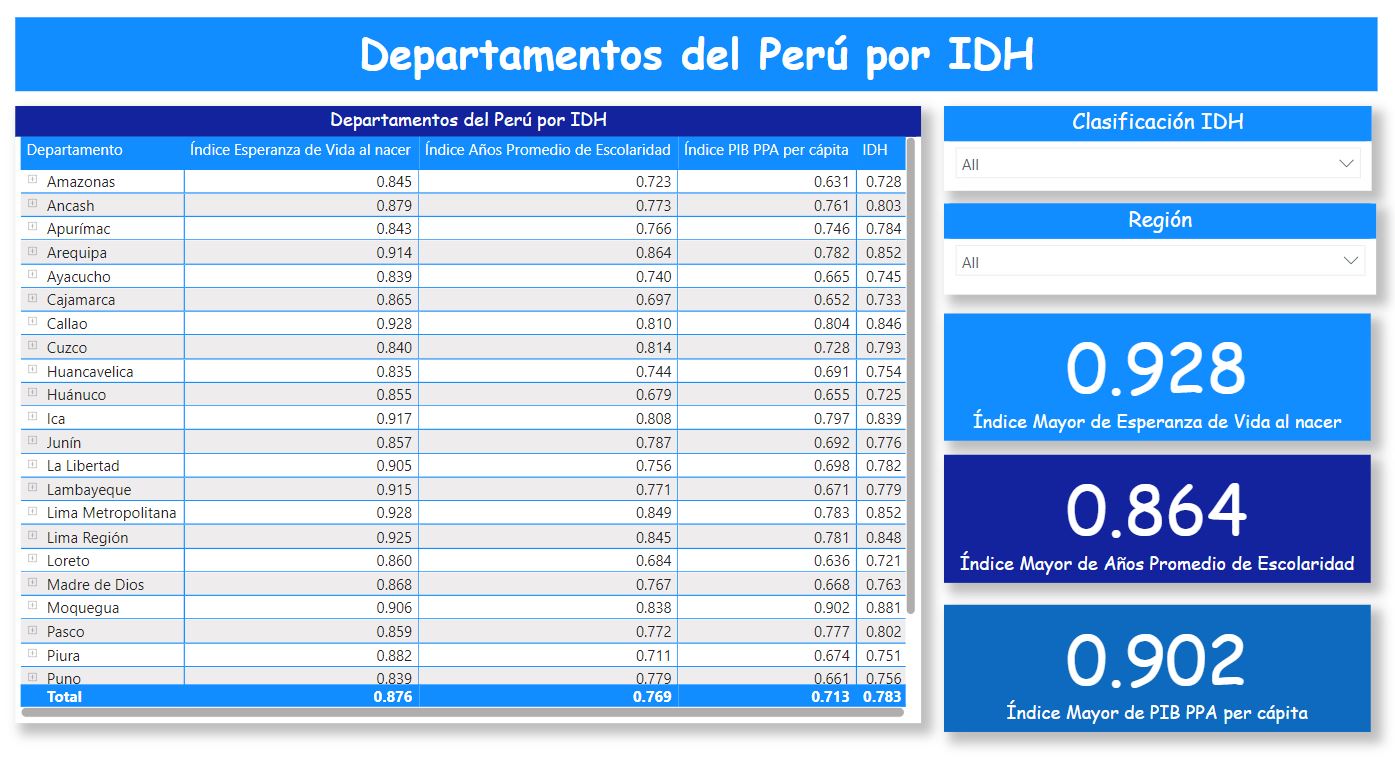 Departamentos del Perú por IDH
Departamentos del Perú por IDH
Departamento Índice Esperanza de Vida al nacer Índice Años Promedio de Escolaridad Índice PIB PPA per cápita IDH
Amazonas 0.845 0.723 0.631 0.728
Ancash 0.879 0.773 0.761 0.803
Apurímac 0.843 0.766 0.746 0.784
Arequipa 0.914 0.864 0.782 0.852
Ayacucho 0.839 0.740 0.665 0.745
Cajamarca 0.865 0.697 0.652 0.733
Callao 0.928 0.810 0.804 0.846
Cuzco 0.840 0.814 0.728 0.793
Huancavelica 0.835 0.744 0.691 0.754
Huánuco 0.855 0.679 0.655 0.725
Ica 0.917 0.808 0.797 0.839
Junín 0.857 0.787 0.692 0.776
La Libertad 0.905 0.756 0.698 0.782
Lambayeque 0.915 0.771 0.671 0.779
Lima Metropolitana 0.928 0.849 0.783 0.852
Lima Región 0.925 0.845 0.781 0.848
Loreto 0.860 0.684 0.636 0.721
Madre de Dios 0.868 0.767 0.668 0.763
Moquegua 0.906 0.838 0.902 0.881
Pasco 0.859 0.772 0.777 0.802
Piura 0.882 0.711 0.674 0.751
Puno 0.839 0.779 0.661 0.756
Total 0.876 0.769 0.713 0.783
Clasificación IDH
All
Región
All
0.928
Índice Mayor de Esperanza de Vida al nacer
0.864
Índice Mayor de Años Promedio de Escolaridad
0.902
Índice Mayor de PIB PPA per cápita